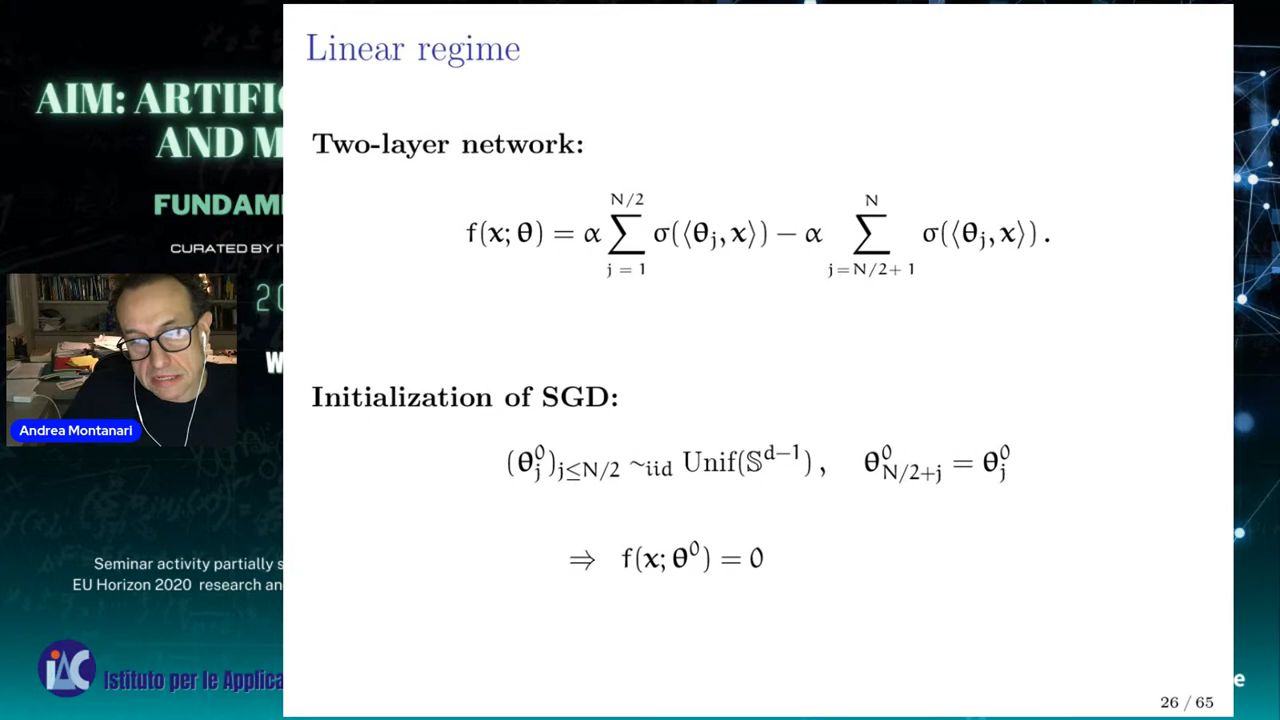 Linear regime
Two-layer network:
f(x; θ) = α ∑_{j = 1}^{N/2} σ(⟨θ_j, x⟩) − α ∑_{j=N/2+1}^{N} σ(⟨θ_j, x⟩) .
Initialization of SGD:
(θ_j^0)_{j≤N/2} ~_{iid} Unif(𝕊^{d−1}) , θ^0_{N/2+j} = θ_j^0
⇒ f(x; θ^0) = 0
26 / 65
AIM: ARTIFIC
AND M
FUNDAM
CURATED BY I
20
W
Andrea Montanari
Seminar activity partially s
EU Horizon 2020 research an
iAC
Istituto per le Applica
e